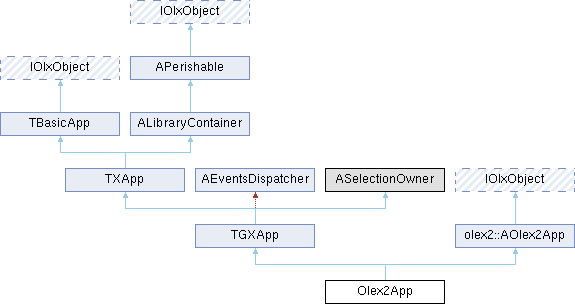 IOlxObject
IOlxObject
APerishable
TBasicApp
ALibraryContainer
TXApp
AEventsDispatcher
ASelectionOwner
IOlxObject
TGXApp
olex2::AOlex2App
Olex2App